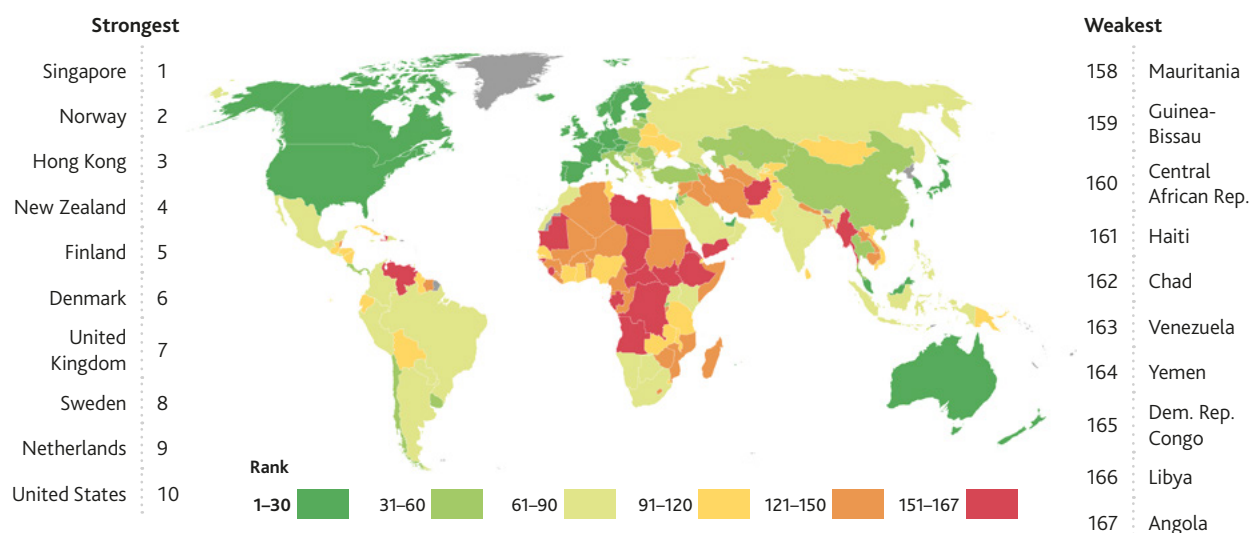 Strongest
Singapore 1
Norway 2
Hong Kong 3
New Zealand 4
Finland 5
Denmark 6
United
Kingdom 7
Sweden 8
Netherlands 9
United States 10
Rank
1–30 31–60 61–90 91–120 121–150 151–167
Weakest
158 Mauritania
159 Guinea-
Bissau
160 Central
African Rep.
161 Haiti
162 Chad
163 Venezuela
164 Yemen
165 Dem. Rep.
Congo
166 Libya
167 Angola